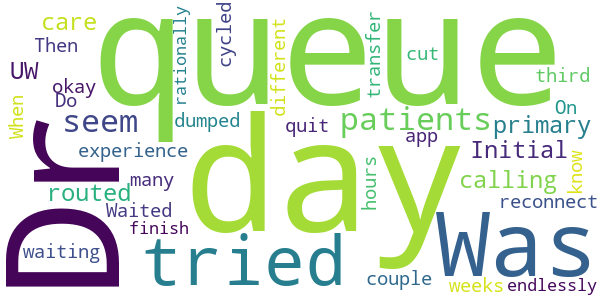 queue
day
Dr
Was
tried
patients
seem
primary
Initial
calling
routed
care
UW
Then
okay
Do
When
rationally
cycled
different
transfer
cut
third
On
app
quit
dumped
experience
many
Waited
finish
waiting
hours
know
reconnect
couple
weeks
endlessly